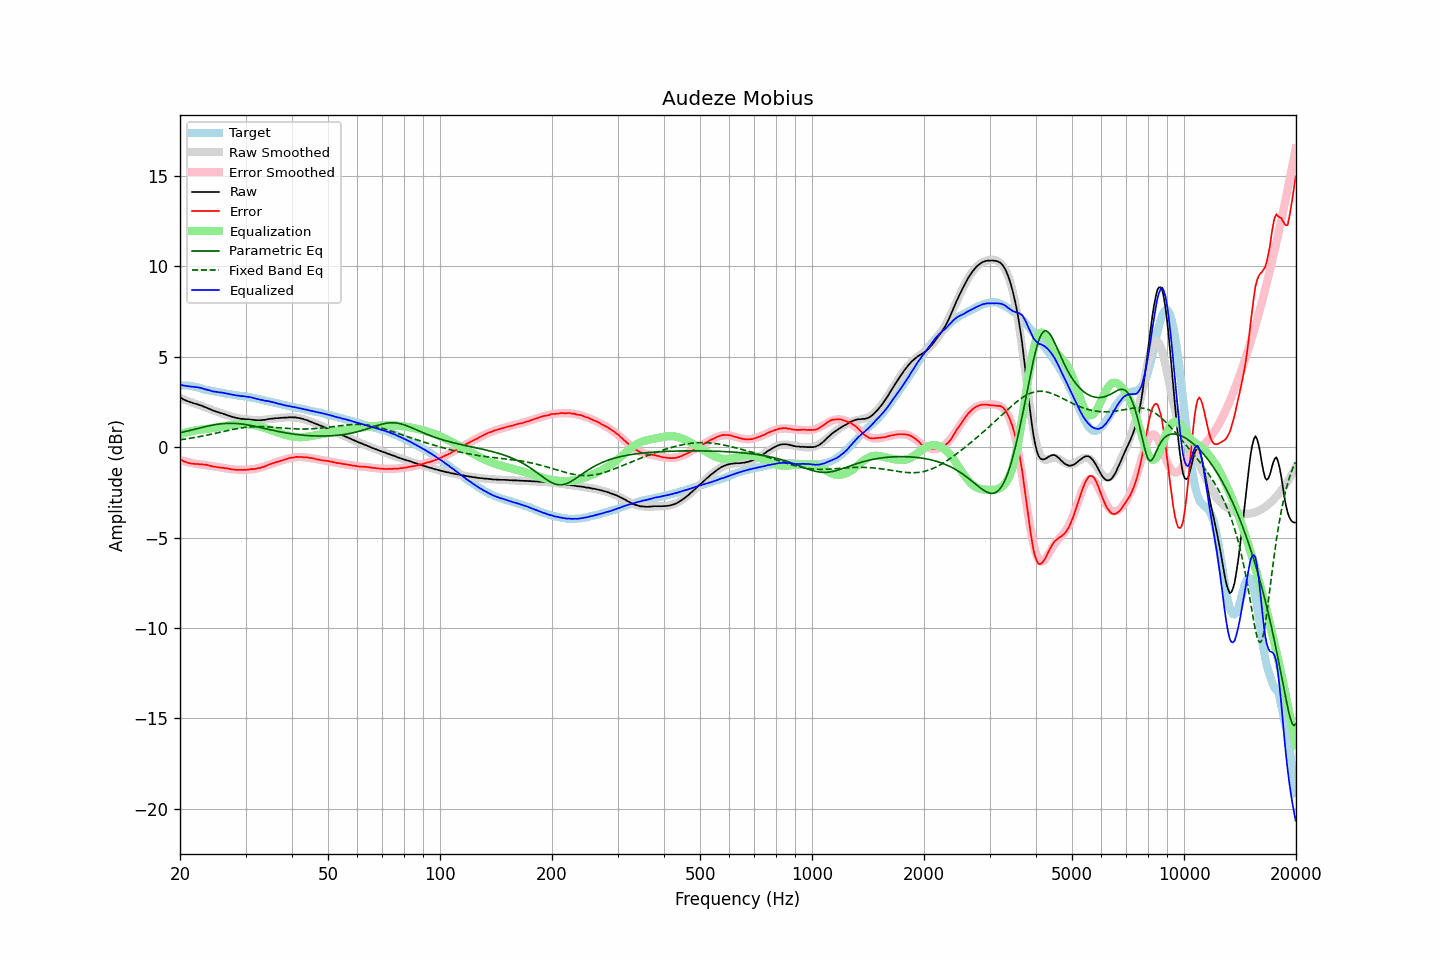 Audeze Mobius
Target
Raw Smoothed
Error Smoothed
Raw
Error
Equalization
Parametric Eq
Fixed Band Eq
Equalized
15
10
5
0
−5
−10
−15
−20
Amplitude (dBr)
20
50
100
200
500
1000
2000
5000
10000
20000
Frequency (Hz)